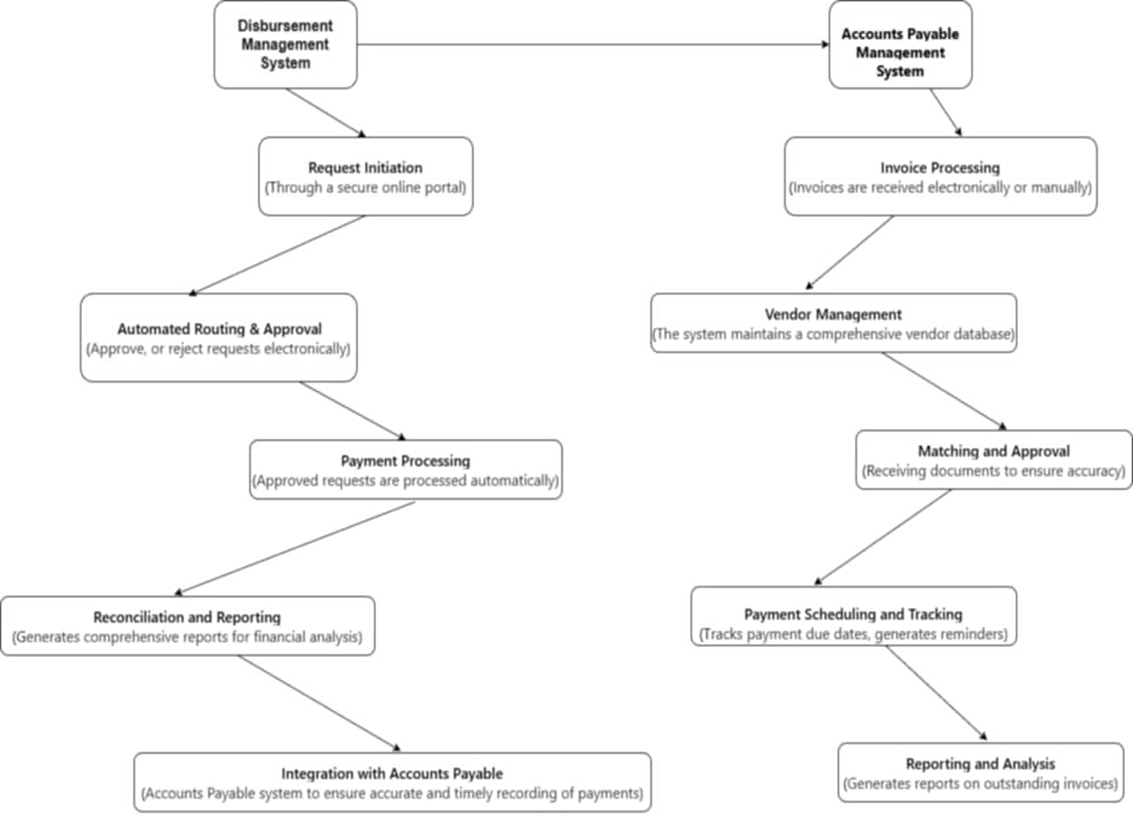 Disbursement
Management
System
Accounts Payable
Management
System
Request Initiation
(Through a secure online portal)
Invoice Processing
(Invoices are received electronically or manually)
Automated Routing & Approval
(Approve, or reject requests electronically)
Vendor Management
(The system maintains a comprehensive vendor database)
Payment Processing
(Approved requests are processed automatically)
Matching and Approval
(Receiving documents to ensure accuracy)
Reconciliation and Reporting
(Generates comprehensive reports for financial analysis)
Payment Scheduling and Tracking
(Tracks payment due dates, generates reminders)
Integration with Accounts Payable
(Accounts Payable system to ensure accurate and timely recording of payments)
Reporting and Analysis
(Generates reports on outstanding invoices)